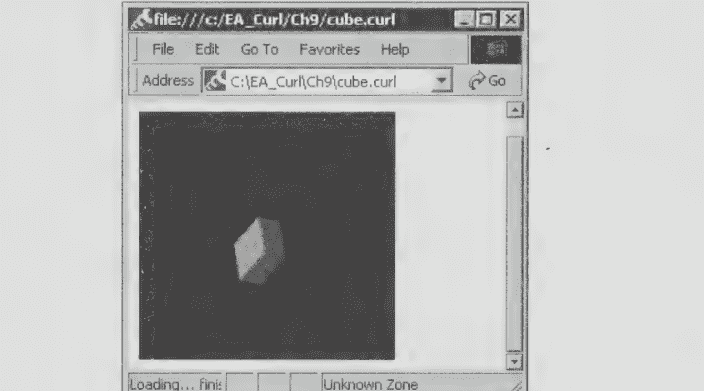 file:///c:/EA_Curl/Ch9/cube.curl
File Edit Go To Favorites Help
Address C:\EA_Curl\Ch9\cube.curl Go
Loading... fini: Unknown Zone